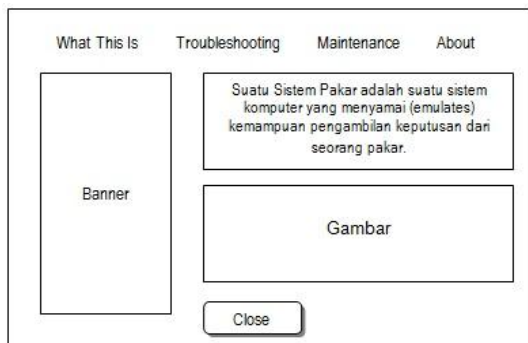 What This Is Troubleshooting Maintenance About
Suatu Sistem Pakar adalah suatu sistem
komputer yang menyamai (emulates)
kemampuan pengambilan keputusan dari
seorang pakar.
Banner
Gambar
Close